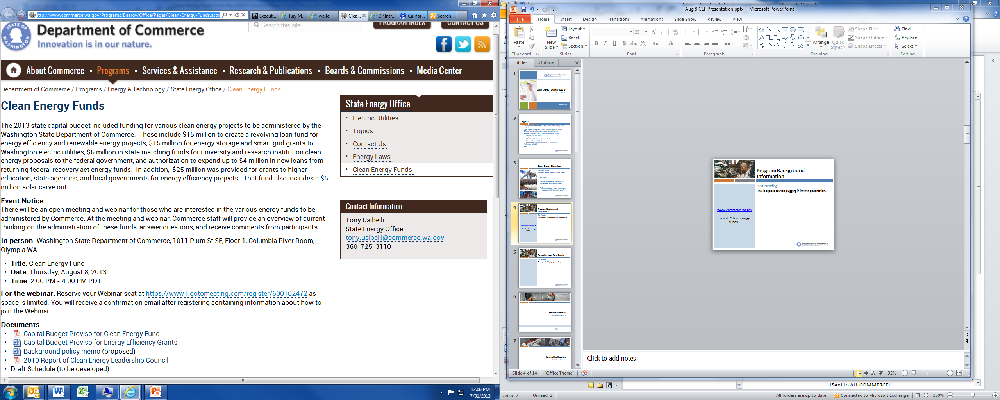 http://www.commerce.wa.gov/Programs/Energy/Office/Pages/Clean-Energy-Funds.aspx
Executi...
Ray M...
wa.lcl
Clea...
Q:\Intr...
Califor...
Search ...
STATE OF WASHINGTON
Department of Commerce
Innovation is in our nature.
Search this site...
PROGRAM INDEX
CONTACT US
About Commerce
Programs
Services & Assistance
Research & Publications
Boards & Commissions
Media Center
Department of Commerce / Programs / Energy & Technology / State Energy Office / Clean Energy Funds
Clean Energy Funds
The 2013 state capital budget included funding for various clean energy projects to be administered by the
Washington State Department of Commerce. These include $15 million to create a revolving loan fund for
energy efficiency and renewable energy projects, $15 million for energy storage and smart grid grants to
Washington electric utilities, $6 million in state matching funds for university and research institution clean
energy proposals to the federal government, and authorization to expend up to $4 million in new loans from
returning federal recovery act energy funds. In addition, $25 million was provided for grants to higher
education, state agencies, and local governments for energy efficiency projects. That fund also includes a $5
million solar carve out.
Event Notice:
There will be an open meeting and webinar for those who are interested in the various energy funds to be
administered by Commerce. At the meeting and webinar, Commerce staff will provide an overview of current
thinking on the administration of these funds, answer questions, and receive comments from participants.
In person: Washington State Department of Commerce, 1011 Plum St SE, Floor 1, Columbia River Room,
Olympia WA
• Title: Clean Energy Fund
• Date: Thursday, August 8, 2013
• Time: 2:00 PM - 4:00 PM PDT
For the webinar: Reserve your Webinar seat at https://www1.gotomeeting.com/register/600102472 as
space is limited. You will receive a confirmation email after registering containing information about how to
join the Webinar.
Documents:
• Capital Budget Proviso for Clean Energy Fund
• Capital Budget Proviso for Energy Efficiency Grants
• Background policy memo (proposed)
• 2010 Report of Clean Energy Leadership Council
• Draft Schedule (to be developed)
State Energy Office
• Electric Utilities
• Topics
• Contact Us
• Energy Laws
• Clean Energy Funds
Contact Information
Tony Usibelli
State Energy Office
tony.usibelli@commerce.wa.gov
360-725-3110
12:06 PM
7/31/2013
Aug 8 CEF Presentation.pptx - Microsoft PowerPoint
File
Home
Insert
Design
Transitions
Animations
Slide Show
Review
View
Paste
Clipboard
New
Slide
Layout
Reset
Section
Slides
20
Font
Paragraph
Arrange
Quick
Styles
Shape Fill
Shape Outline
Shape Effects
Drawing
Find
Replace
Select
Editing
Slides
Outline
1
Department of Commerce
Clean Energy Funds for 2013-14
2
Agenda
3
Clean Energy Objectives
4
Program Background
Information
Sub Heading
www.commerce.wa.gov
Search "clean energy
funds"
5
Revolving Loan Fund Grants
Sub Heading
6
Section header here
7
Renewables Reporting
Program Background
Information
Sub Heading
This is a place to start plugging in info for presentation.
www.commerce.wa.gov
Search "clean energy
funds"
Department of Commerce
Innovation is in our nature.
Click to add notes
Slide 4 of 14
"Office Theme"
32%
[Sent to ALL COMMERCE]
Items: 7
Unread: 3
All folders are up to date.
Connected to Microsoft Exchange
100%